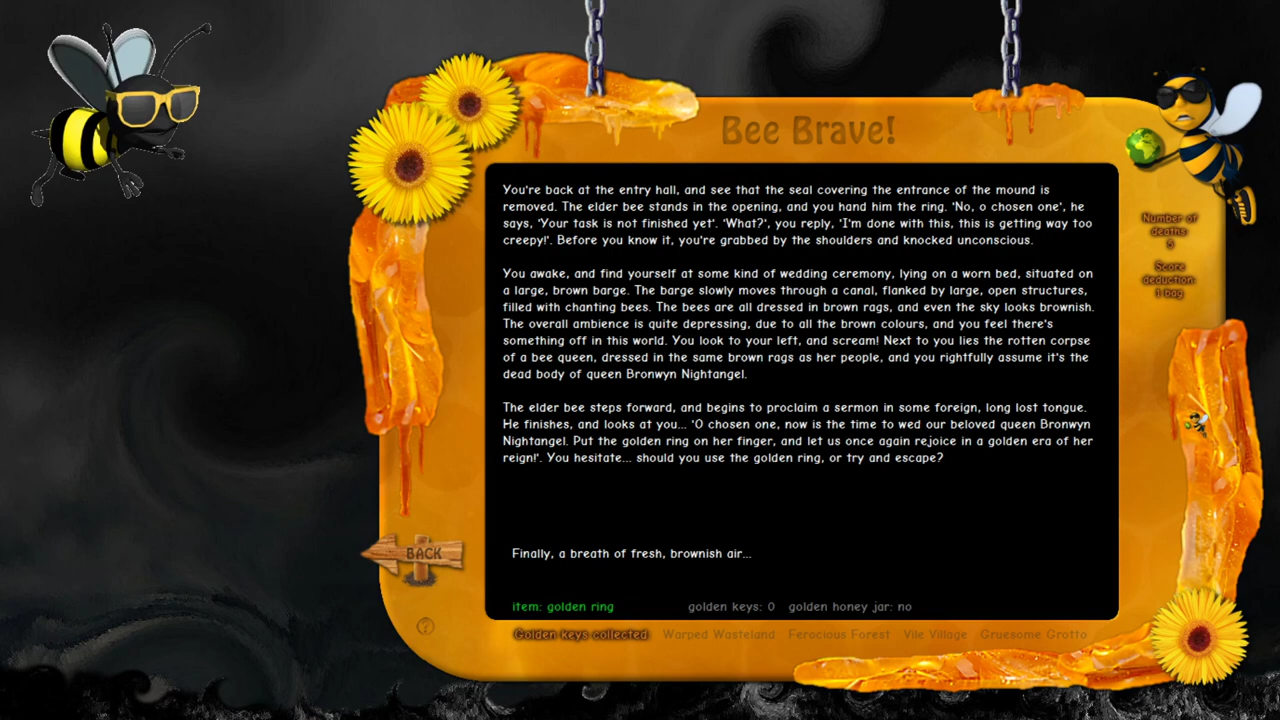 Bee Brave!
You're back at the entry hall, and see that the seal covering the entrance of the mound is
removed. The elder bee stands in the opening, and you hand him the ring. 'No, o chosen one', he
says, 'Your task is not finished yet'. 'What?', you reply, 'I'm done with this, this is getting way too
creepy!'. Before you know it, you're grabbed by the shoulders and knocked unconscious.
You awake, and find yourself at some kind of wedding ceremony, lying on a worn bed, situated on
a large, brown barge. The barge slowly moves through a canal, flanked by large, open structures,
filled with chanting bees. The bees are all dressed in brown rags, and even the sky looks brownish.
The overall ambience is quite depressing, due to all the brown colours, and you feel there's
something off in this world. You look to your left, and scream! Next to you lies the rotten corpse
of a bee queen, dressed in the same brown rags as her people, and you rightfully assume it's the
dead body of queen Bronwyn Nightangel.
The elder bee steps forward, and begins to proclaim a sermon in some foreign, long lost tongue.
He finishes, and looks at you... 'O chosen one, now is the time to wed our beloved queen Bronwyn
Nightangel. Put the golden ring on her finger, and let us once again rejoice in a golden era of her
reign!'. You hesitate... should you use the golden ring, or try and escape?
Finally, a breath of fresh, brownish air...
item: golden ring golden keys: 0 golden honey jar: no
Golden keys collected Warped Wasteland Ferocious Forest Vile Village Gruesome Grotto
BACK
?
Number of
deaths:
Score
deduction:
1 bag